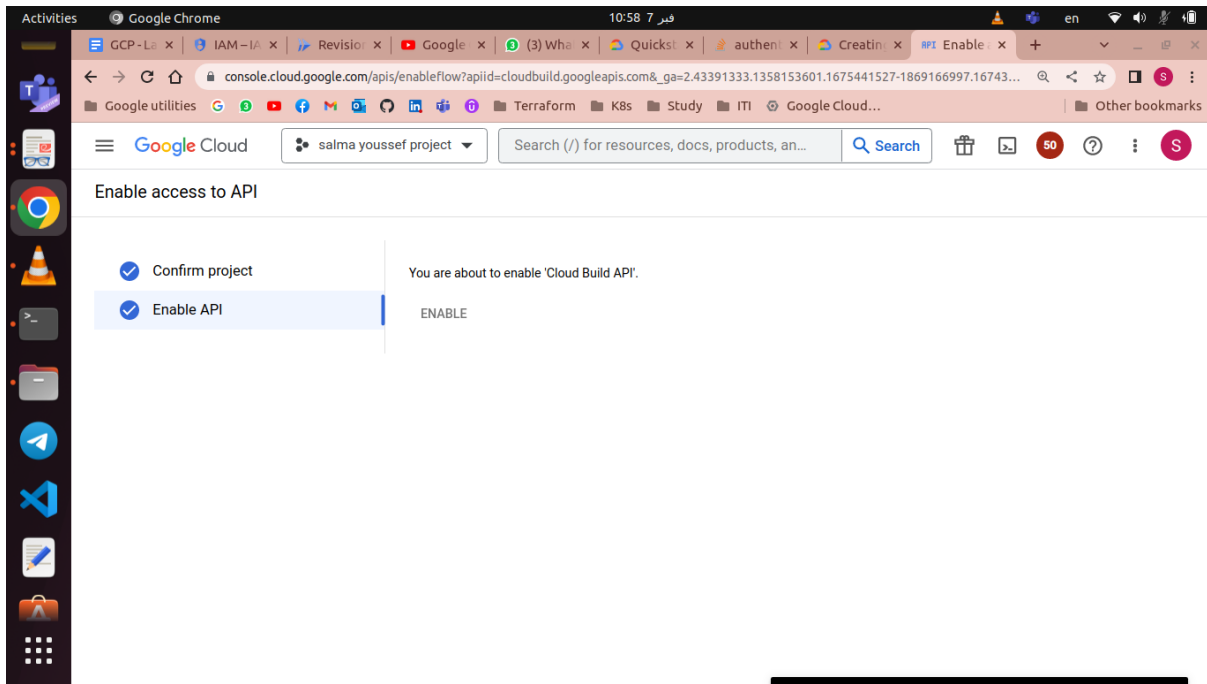 Activities Google Chrome 10:58 7 فبر en
GCP - La IAM – IA Revision Google (3) Wha Quickst authent Creating API Enable
console.cloud.google.com/apis/enableflow?apiid=cloudbuild.googleapis.com&_ga=2.43391333.1358153601.1675441527-1869166997.16743... S
Google utilities Terraform K8s Study ITI Google Cloud... Other bookmarks
Google Cloud salma youssef project Search (/) for resources, docs, products, an... Search 50 S
Enable access to API
Confirm project
You are about to enable 'Cloud Build API'.
Enable API
ENABLE